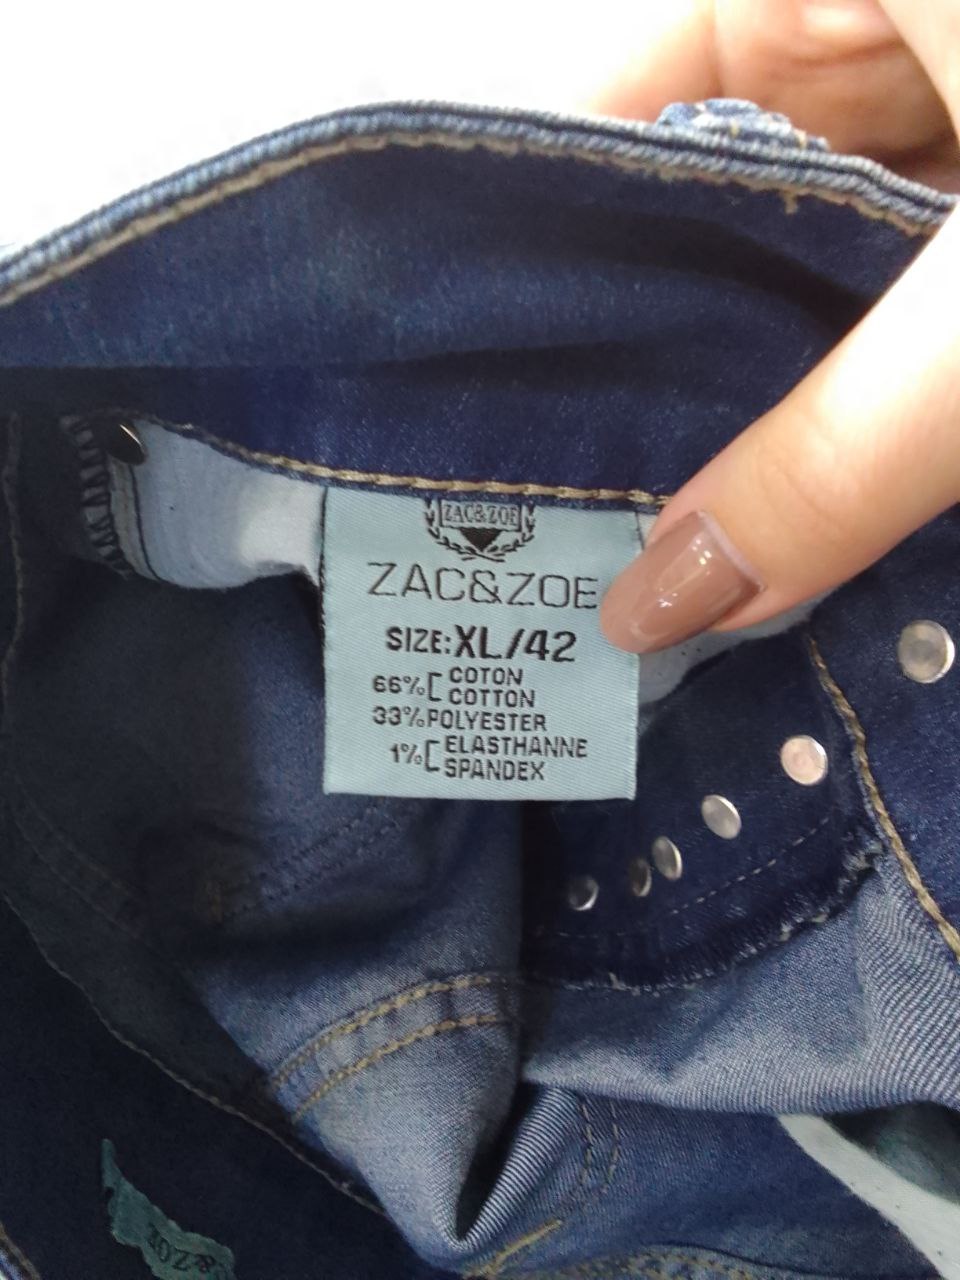 ZAC&ZOE
ZAC&ZOE
SIZE:XL/42
66%[ COTON
COTTON
33%POLYESTER
1%[ ELASTHANNE
SPANDEX